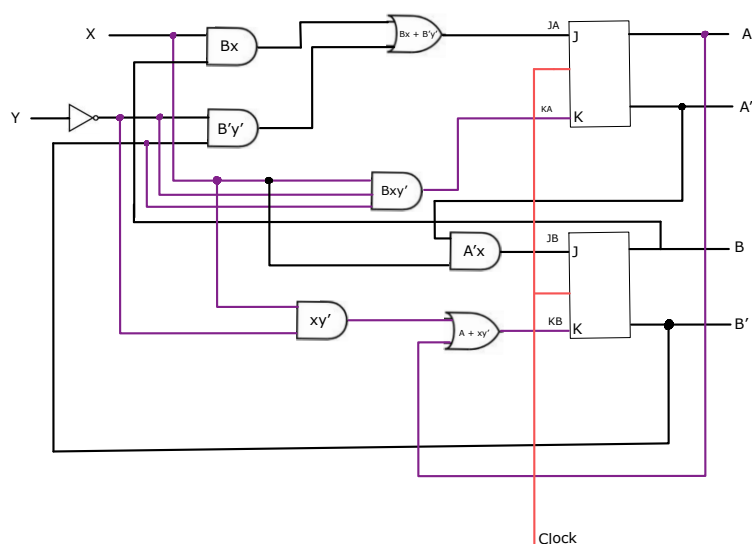 X
Bx
Bx + B'y'
JA
J
A
KA
K
A'
Y
B'y'
Bxy'
A'x
JB
J
B
xy'
A + xy'
KB
K
B'
Clock